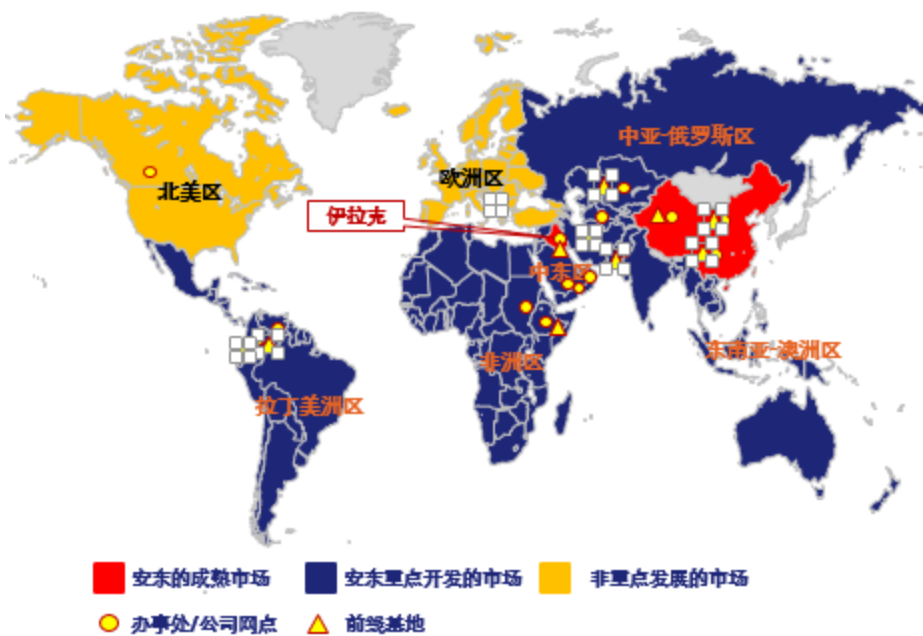 中亚-俄罗斯区
欧洲区
北美区
伊拉克
中东区
非洲区
东南亚-澳洲区
拉丁美洲区
安东的成熟市场
安东重点开发的市场
非重点发展的市场
办事处/公司网点
前线基地